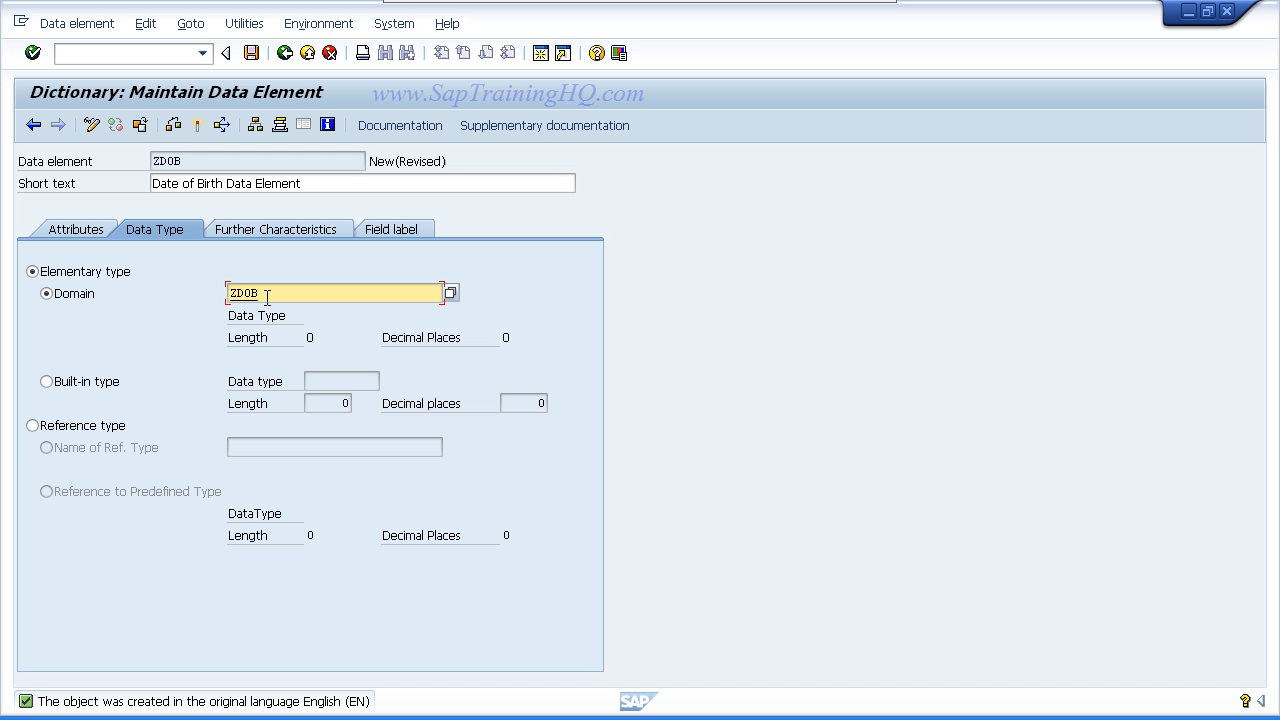 Data element Edit Goto Utilities Environment System Help
Dictionary: Maintain Data Element www.SapTrainingHQ.com
Documentation Supplementary documentation
Data element ZDOB New(Revised)
Short text Date of Birth Data Element
Attributes Data Type Further Characteristics Field label
Elementary type
Domain ZDOB
Data Type
Length 0 Decimal Places 0
Built-in type Data type
Length 0 Decimal places 0
Reference type
Name of Ref. Type
Reference to Predefined Type
DataType
Length 0 Decimal Places 0
The object was created in the original language English (EN)
SAP